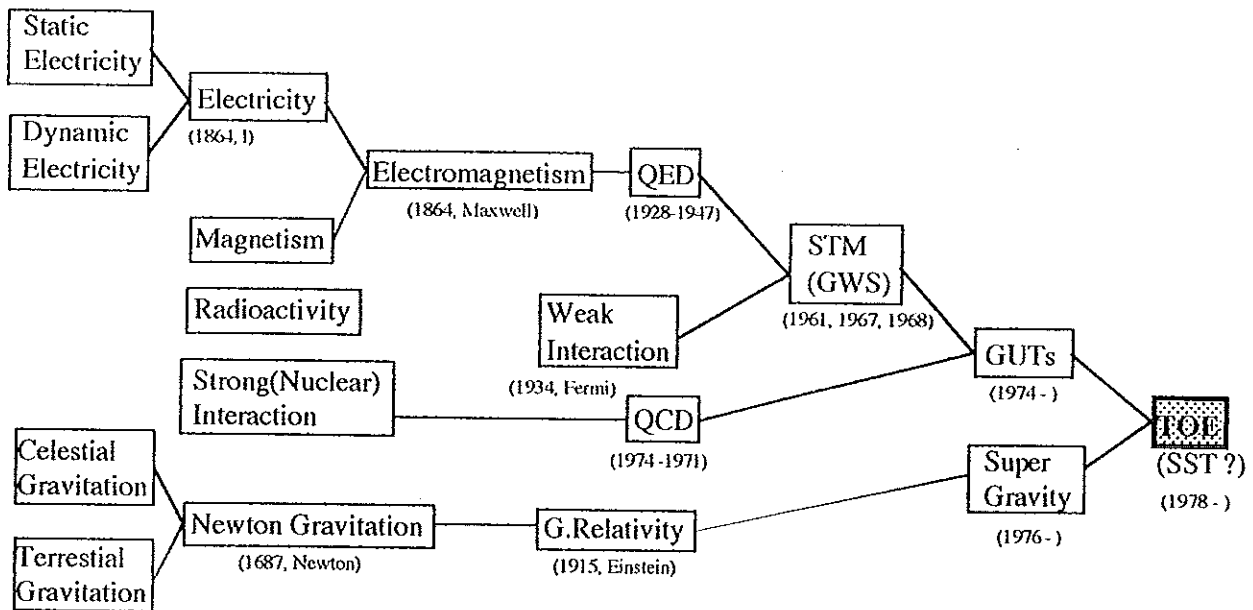 Static
Electricity
Dynamic
Electricity
Electricity
(1864, I)
Magnetism
Electromagnetism
(1864, Maxwell)
QED
(1928-1947)
Radioactivity
Weak
Interaction
(1934, Fermi)
STM
(GWS)
(1961, 1967, 1968)
Strong(Nuclear)
Interaction
QCD
(1974-1971)
GUTs
(1974 - )
Celestial
Gravitation
Terrestial
Gravitation
Newton Gravitation
(1687, Newton)
G.Relativity
(1915, Einstein)
Super
Gravity
(1976 - )
TOE
(SST ?)
(1978 - )